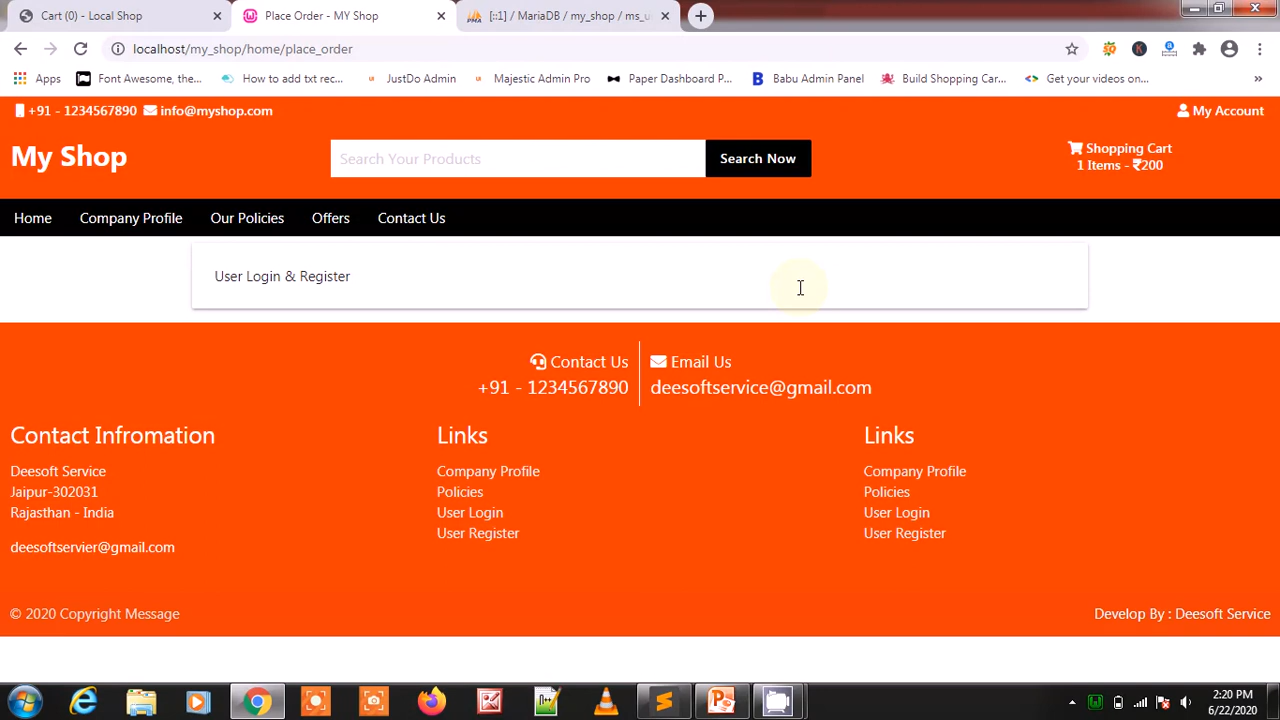 Cart (0) - Local Shop
Place Order - MY Shop
[::1] / MariaDB / my_shop / ms_u
localhost/my_shop/home/place_order
Apps
Font Awesome, the...
How to add txt rec...
JustDo Admin
Majestic Admin Pro
Paper Dashboard P...
Babu Admin Panel
Build Shopping Car...
Get your videos on...
»
+91 - 1234567890 info@myshop.com
My Account
My Shop
Search Your Products
Search Now
Shopping Cart
1 Items - ₹200
Home
Company Profile
Our Policies
Offers
Contact Us
User Login & Register
Contact Us
+91 - 1234567890
Email Us
deesoftservice@gmail.com
Contact Infromation
Deesoft Service
Jaipur-302031
Rajasthan - India
deesoftservier@gmail.com
Links
Company Profile
Policies
User Login
User Register
Links
Company Profile
Policies
User Login
User Register
© 2020 Copyright Message
Develop By : Deesoft Service
2:20 PM
6/22/2020